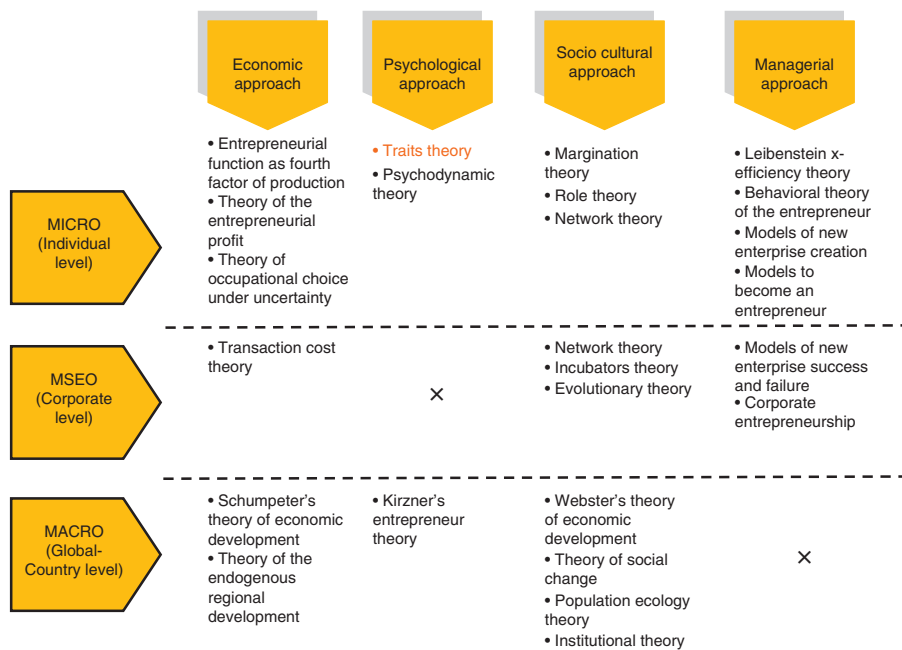 Economic
approach
Psychological
approach
Socio cultural
approach
Managerial
approach
MICRO
(Individual
level)
• Entrepreneurial
function as fourth
factor of production
• Theory of the
entrepreneurial
profit
• Theory of
occupational choice
under uncertainty
• Traits theory
• Psychodynamic
theory
• Margination
theory
• Role theory
• Network theory
• Leibenstein x-
efficiency theory
• Behavioral theory
of the entrepreneur
• Models of new
enterprise creation
• Models to
become an
entrepreneur
MSEO
(Corporate
level)
• Transaction cost
theory
×
• Network theory
• Incubators theory
• Evolutionary theory
• Models of new
enterprise success
and failure
• Corporate
entrepreneurship
MACRO
(Global-
Country level)
• Schumpeter's
theory of economic
development
• Theory of the
endogenous
regional
development
• Kirzner's
entrepreneur
theory
• Webster's theory
of economic
development
• Theory of social
change
• Population ecology
theory
• Institutional theory
×